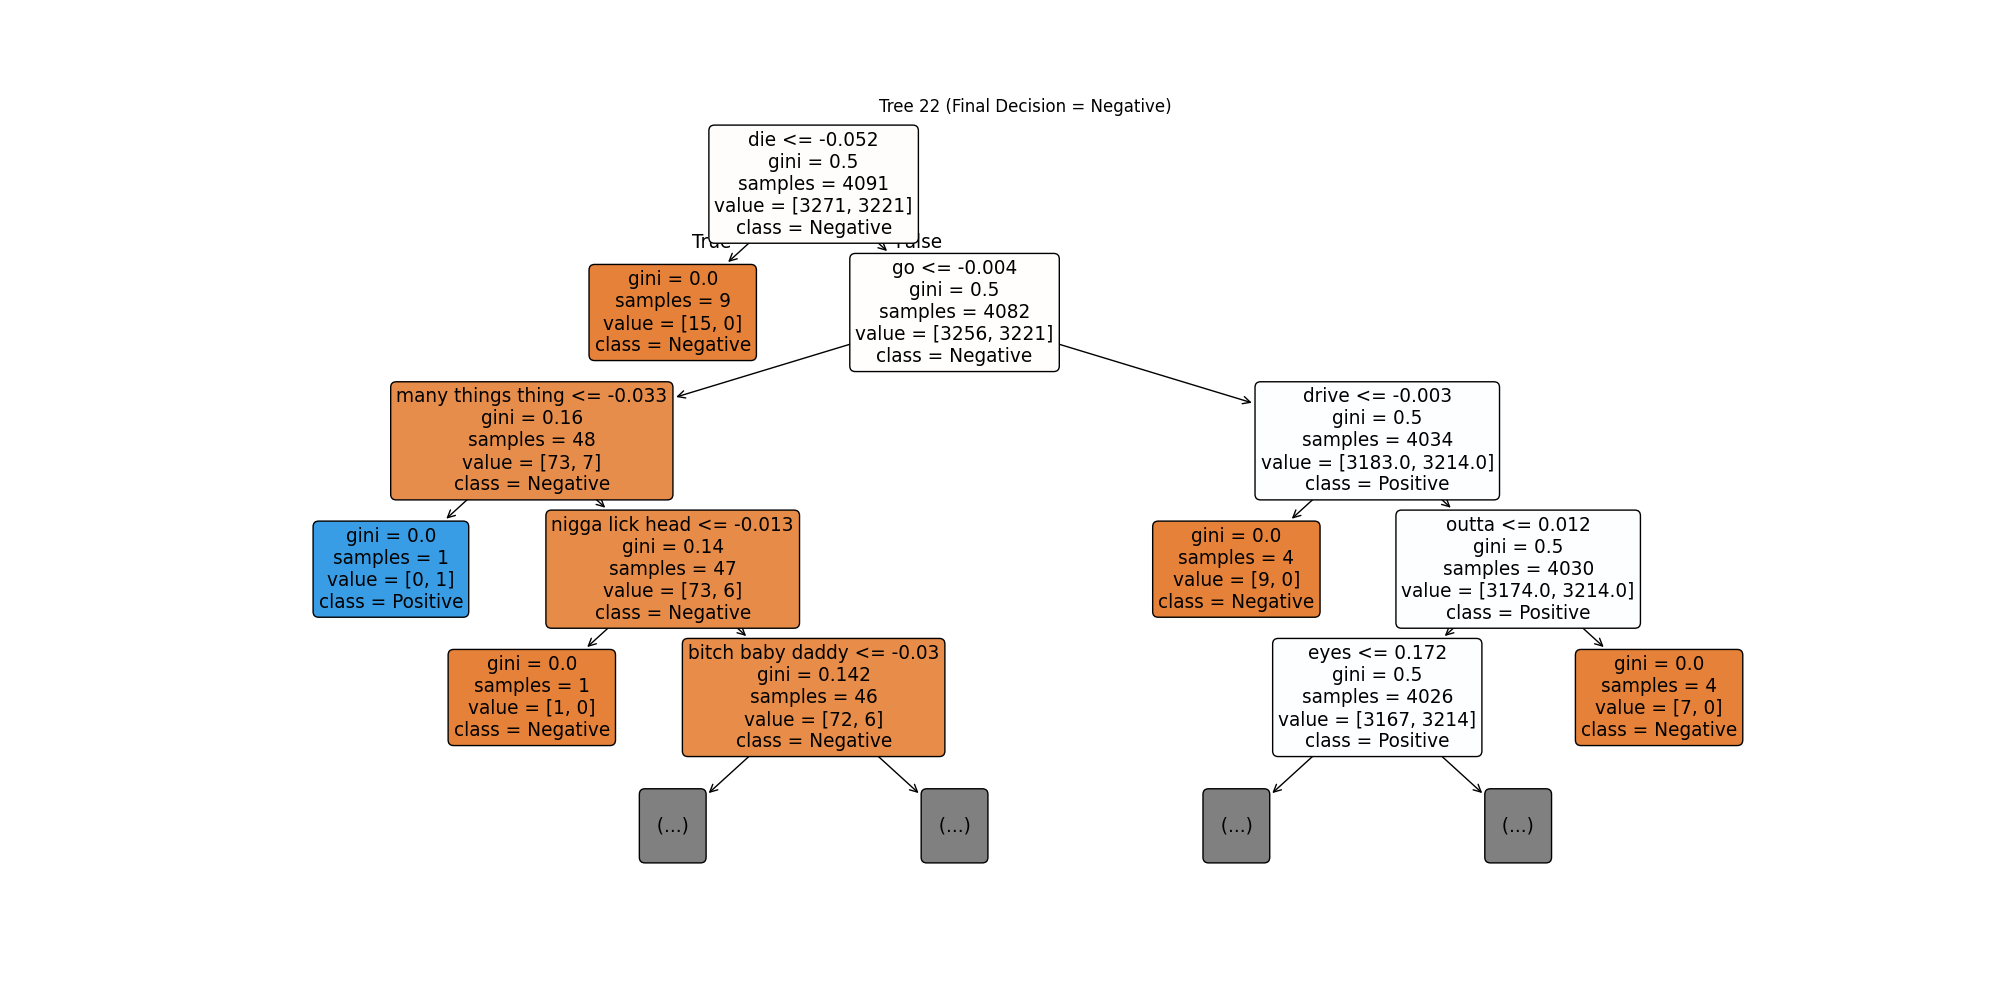 Tree 22 (Final Decision = Negative)
die <= -0.052
gini = 0.5
samples = 4091
value = [3271, 3221]
class = Negative
True
False
gini = 0.0
samples = 9
value = [15, 0]
class = Negative
go <= -0.004
gini = 0.5
samples = 4082
value = [3256, 3221]
class = Negative
many things thing <= -0.033
gini = 0.16
samples = 48
value = [73, 7]
class = Negative
drive <= -0.003
gini = 0.5
samples = 4034
value = [3183.0, 3214.0]
class = Positive
gini = 0.0
samples = 1
value = [0, 1]
class = Positive
nigga lick head <= -0.013
gini = 0.14
samples = 47
value = [73, 6]
class = Negative
gini = 0.0
samples = 4
value = [9, 0]
class = Negative
outta <= 0.012
gini = 0.5
samples = 4030
value = [3174.0, 3214.0]
class = Positive
gini = 0.0
samples = 1
value = [1, 0]
class = Negative
bitch baby daddy <= -0.03
gini = 0.142
samples = 46
value = [72, 6]
class = Negative
eyes <= 0.172
gini = 0.5
samples = 4026
value = [3167, 3214]
class = Positive
gini = 0.0
samples = 4
value = [7, 0]
class = Negative
(...)
(...)
(...)
(...)